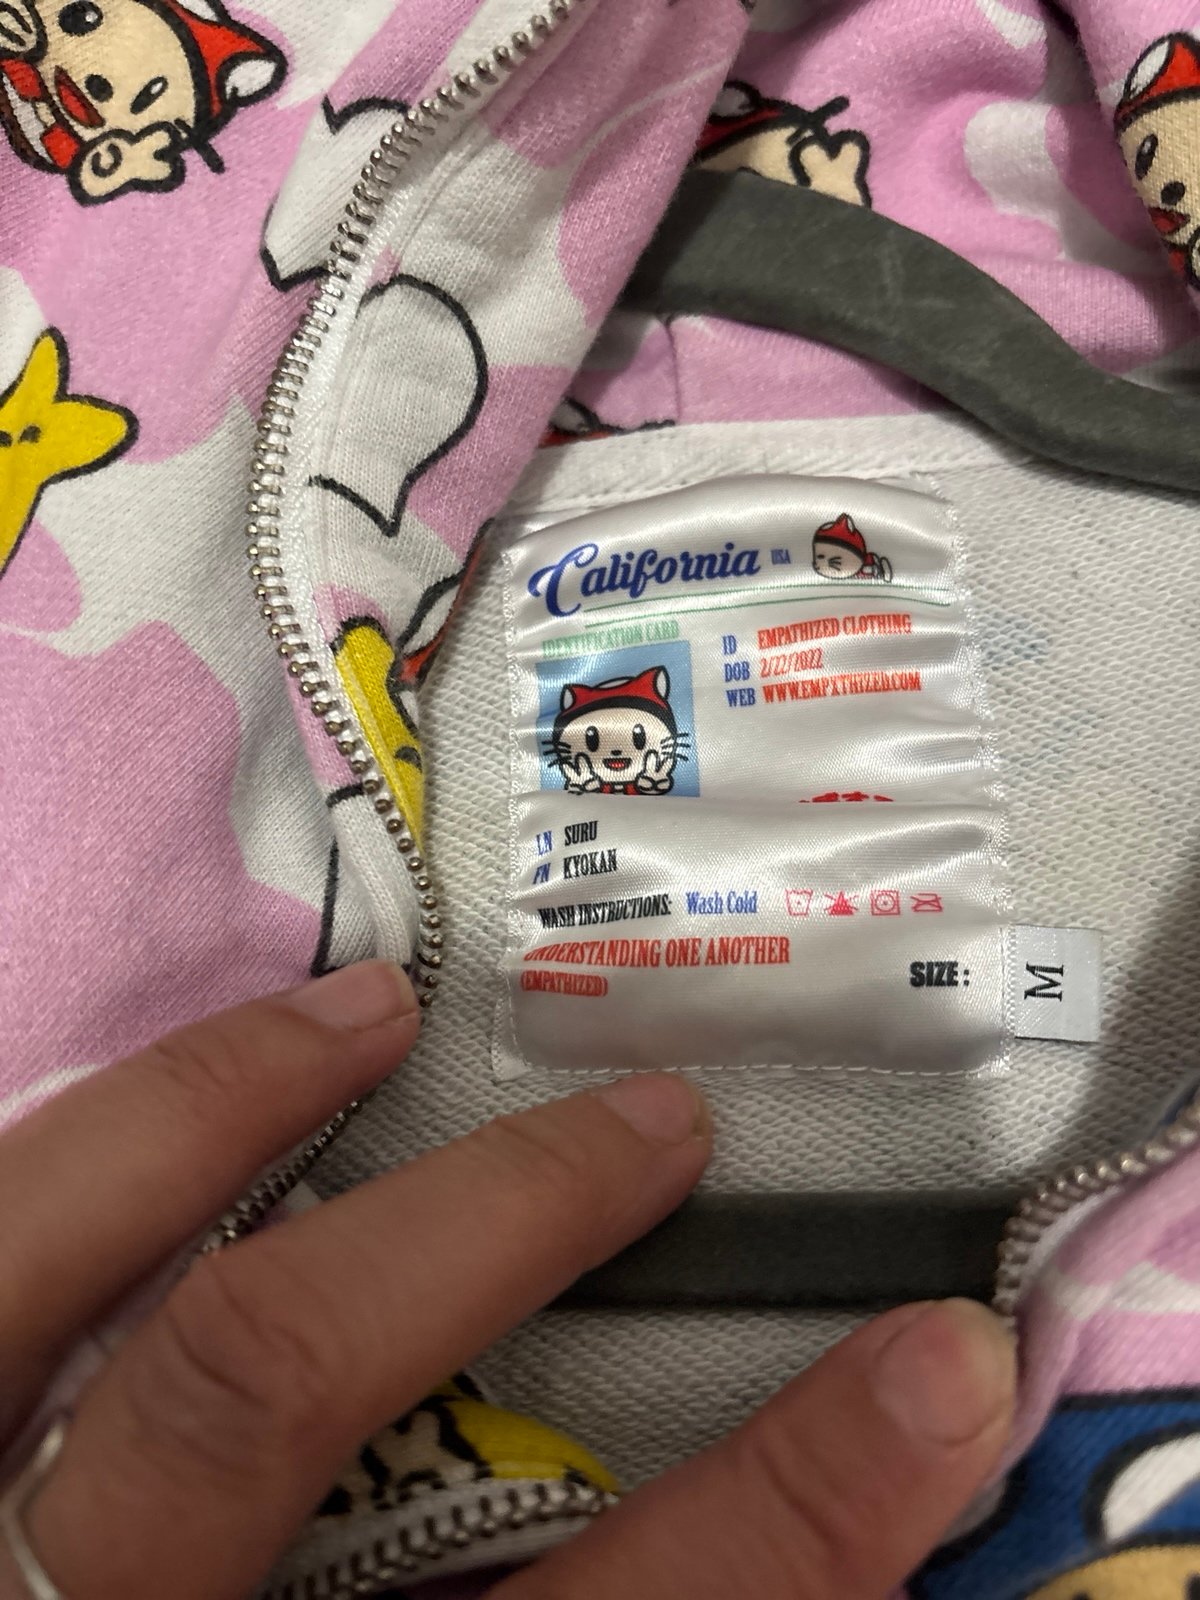 California USA
IDENTIFICATION CARD
ID EMPATHIZED CLOTHING
DOB 2/22/2022
WEB WWW.EMPXTHIZED.COM
LN SURU
FN KYOKAN
WASH INSTRUCTIONS: Wash Cold
UNDERSTANDING ONE ANOTHER
(EMPATHIZED)
SIZE :
M